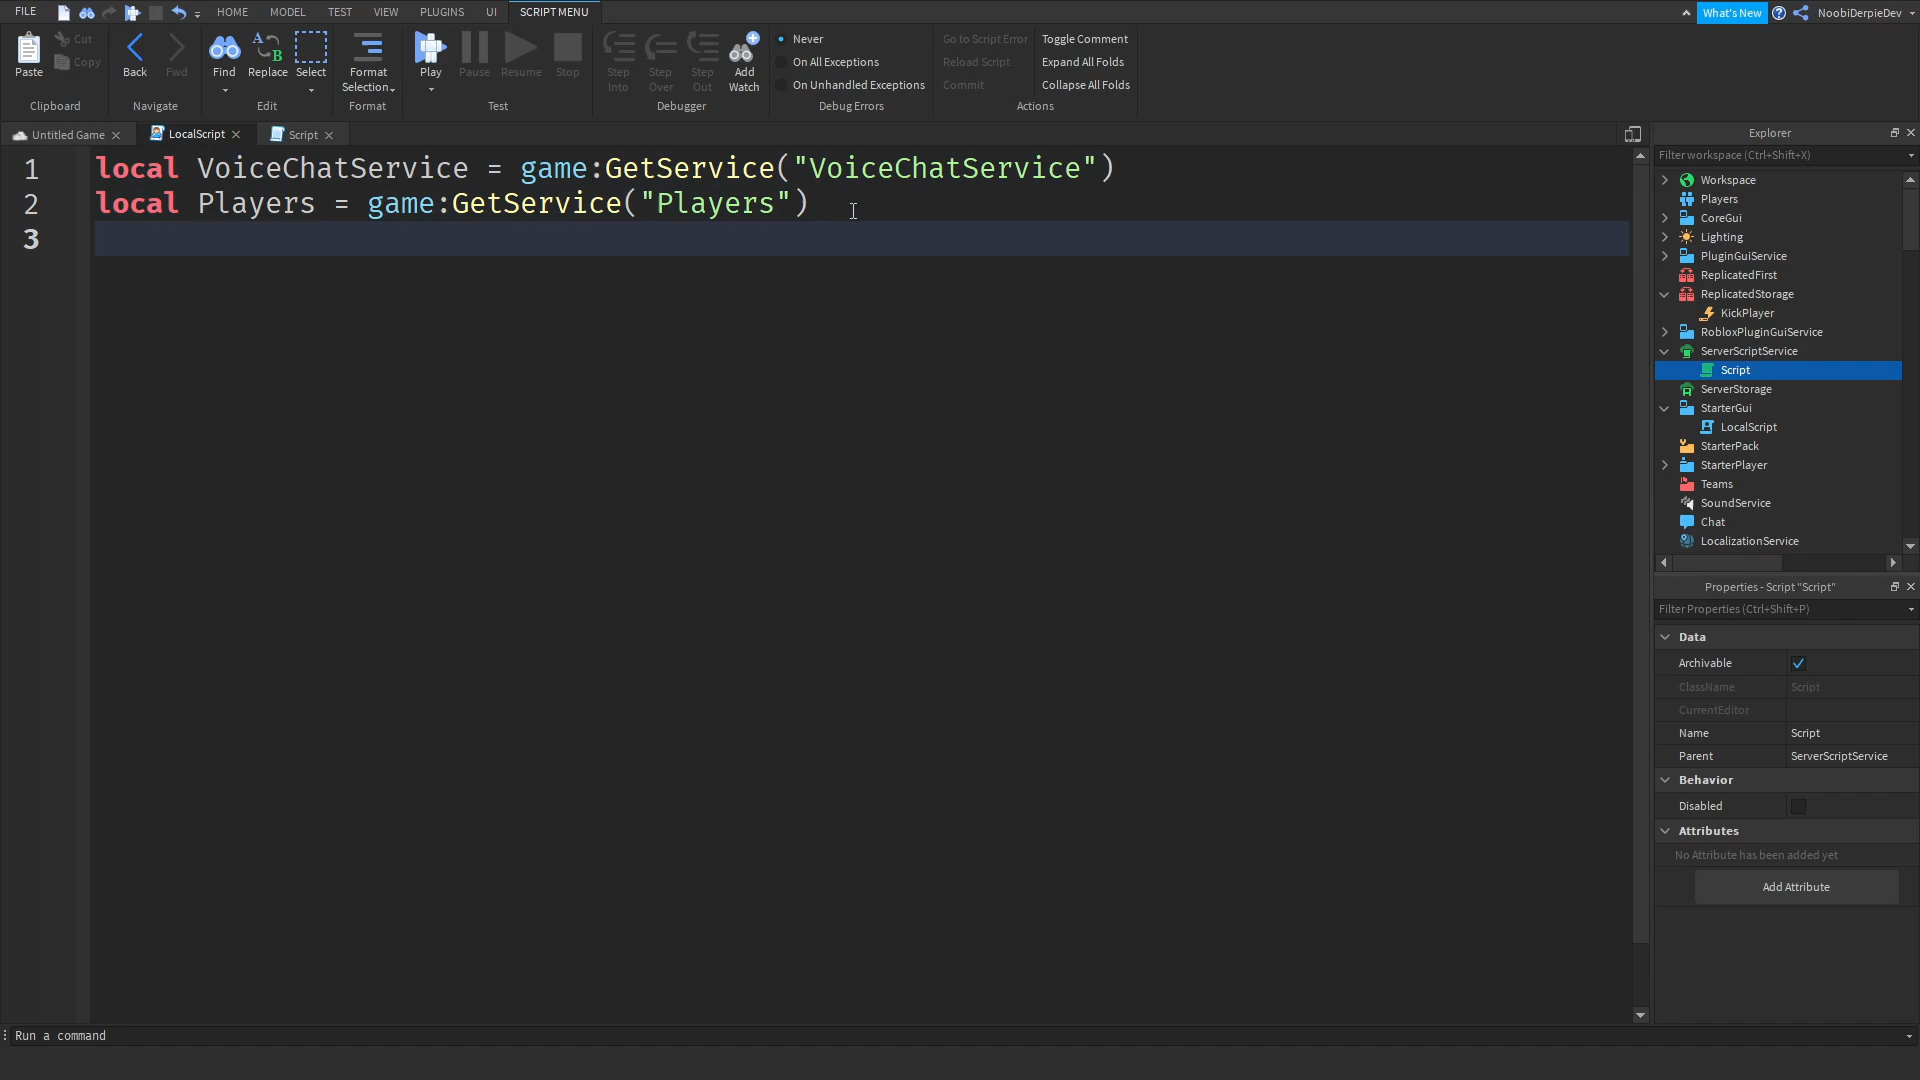 FILE
HOME
MODEL
TEST
VIEW
PLUGINS
UI
SCRIPT MENU
What's New
NoobiDerpieDev
Paste
Cut
Copy
Clipboard
Back
Fwd
Navigate
Find
Replace
Select
Edit
Format
Selection
Format
Play
Pause
Resume
Stop
Test
Step
Into
Step
Over
Step
Out
Add
Watch
Debugger
Never
On All Exceptions
On Unhandled Exceptions
Debug Errors
Go to Script Error
Reload Script
Commit
Toggle Comment
Expand All Folds
Collapse All Folds
Actions
Untitled Game
LocalScript
Script
1 local VoiceChatService = game:GetService("VoiceChatService")
2 local Players = game:GetService("Players")
3
Explorer
Filter workspace (Ctrl+Shift+X)
Workspace
Players
CoreGui
Lighting
PluginGuiService
ReplicatedFirst
ReplicatedStorage
KickPlayer
RobloxPluginGuiService
ServerScriptService
Script
ServerStorage
StarterGui
LocalScript
StarterPack
StarterPlayer
Teams
SoundService
Chat
LocalizationService
Properties - Script "Script"
Filter Properties (Ctrl+Shift+P)
Data
Archivable
ClassName Script
CurrentEditor
Name Script
Parent ServerScriptService
Behavior
Disabled
Attributes
No Attribute has been added yet
Add Attribute
Run a command